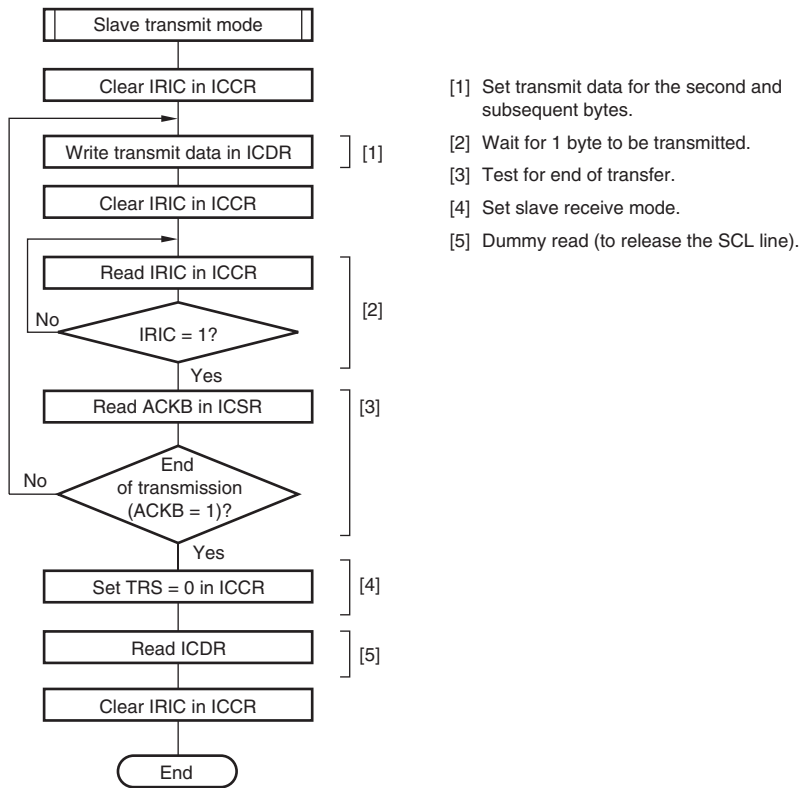 Slave transmit mode
Clear IRIC in ICCR
Write transmit data in ICDR
[1]
Clear IRIC in ICCR
Read IRIC in ICCR
[2]
No
IRIC = 1?
Yes
Read ACKB in ICSR
[3]
No
End
of transmission
(ACKB = 1)?
Yes
Set TRS = 0 in ICCR
[4]
Read ICDR
[5]
Clear IRIC in ICCR
End
[1] Set transmit data for the second and
subsequent bytes.
[2] Wait for 1 byte to be transmitted.
[3] Test for end of transfer.
[4] Set slave receive mode.
[5] Dummy read (to release the SCL line).